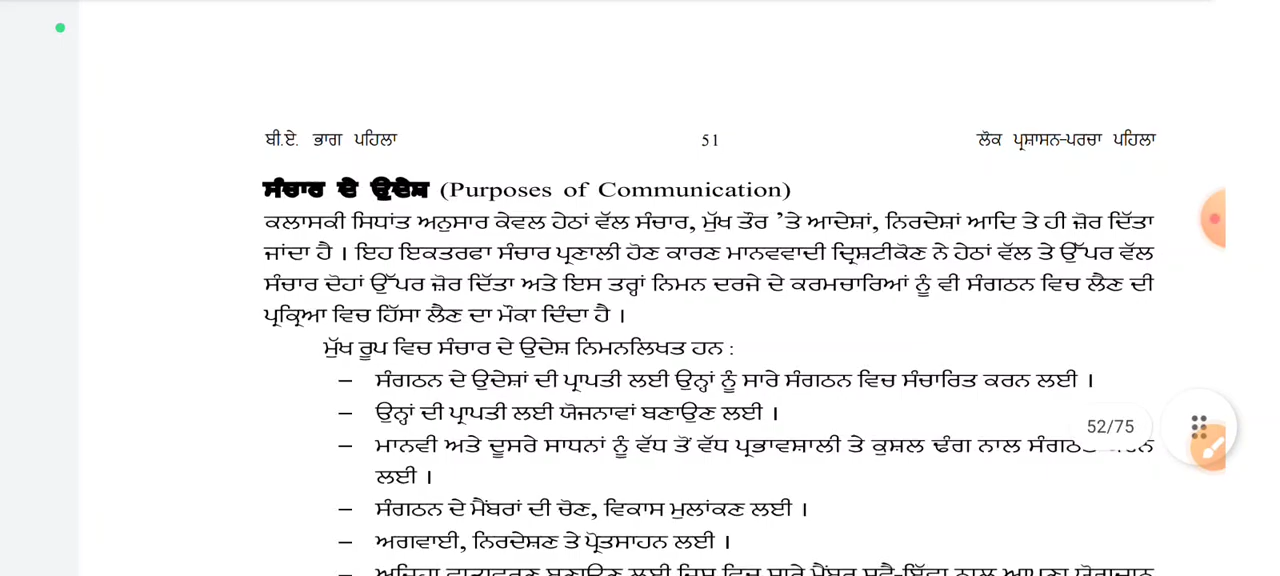 ਬੀ.ਏ. ਭਾਗ ਪਹਿਲਾ 51 ਲੋਕ ਪ੍ਰਸ਼ਾਸਨ-ਪਰਚਾ ਪਹਿਲਾ
ਸੰਚਾਰ ਦੇ ਉਦੇਸ਼ (Purposes of Communication)
ਕਲਾਸਕੀ ਸਿਧਾਂਤ ਅਨੁਸਾਰ ਕੇਵਲ ਹੇਠਾਂ ਵੱਲ ਸੰਚਾਰ, ਮੁੱਖ ਤੌਰ ’ਤੇ ਆਦੇਸ਼ਾਂ, ਨਿਰਦੇਸ਼ਾਂ ਆਦਿ ਤੇ ਹੀ ਜ਼ੋਰ ਦਿੱਤਾ
ਜਾਂਦਾ ਹੈ । ਇਹ ਇਕਤਰਫਾ ਸੰਚਾਰ ਪ੍ਰਣਾਲੀ ਹੋਣ ਕਾਰਣ ਮਾਨਵਵਾਦੀ ਦ੍ਰਿਸ਼ਟੀਕੋਣ ਨੇ ਹੇਠਾਂ ਵੱਲ ਤੇ ਉੱਪਰ ਵੱਲ
ਸੰਚਾਰ ਦੋਹਾਂ ਉੱਪਰ ਜ਼ੋਰ ਦਿੱਤਾ ਅਤੇ ਇਸ ਤਰ੍ਹਾਂ ਨਿਮਨ ਦਰਜੇ ਦੇ ਕਰਮਚਾਰਿਆਂ ਨੂੰ ਵੀ ਸੰਗਠਨ ਵਿਚ ਲੈਣ ਦੀ
ਪ੍ਰਕ੍ਰਿਆ ਵਿਚ ਹਿੱਸਾ ਲੈਣ ਦਾ ਮੌਕਾ ਦਿੰਦਾ ਹੈ ।
ਮੁੱਖ ਰੂਪ ਵਿਚ ਸੰਚਾਰ ਦੇ ਉਦੇਸ਼ ਨਿਮਨਲਿਖਤ ਹਨ :
– ਸੰਗਠਨ ਦੇ ਉਦੇਸ਼ਾਂ ਦੀ ਪ੍ਰਾਪਤੀ ਲਈ ਉਨ੍ਹਾਂ ਨੂੰ ਸਾਰੇ ਸੰਗਠਨ ਵਿਚ ਸੰਚਾਰਿਤ ਕਰਨ ਲਈ ।
– ਉਨ੍ਹਾਂ ਦੀ ਪ੍ਰਾਪਤੀ ਲਈ ਯੋਜਨਾਵਾਂ ਬਣਾਉਣ ਲਈ ।
52/75
– ਮਾਨਵੀ ਅਤੇ ਦੂਸਰੇ ਸਾਧਨਾਂ ਨੂੰ ਵੱਧ ਤੋਂ ਵੱਧ ਪ੍ਰਭਾਵਸ਼ਾਲੀ ਤੇ ਕੁਸ਼ਲ ਢੰਗ ਨਾਲ
ਲਈ ।
– ਸੰਗਠਨ ਦੇ ਮੈਂਬਰਾਂ ਦੀ ਚੋਣ, ਵਿਕਾਸ ਮੁਲਾਂਕਣ ਲਈ ।
– ਅਗਵਾਈ, ਨਿਰਦੇਸ਼ਣ ਤੇ ਪ੍ਰੋਤਸਾਹਨ ਲਈ ।